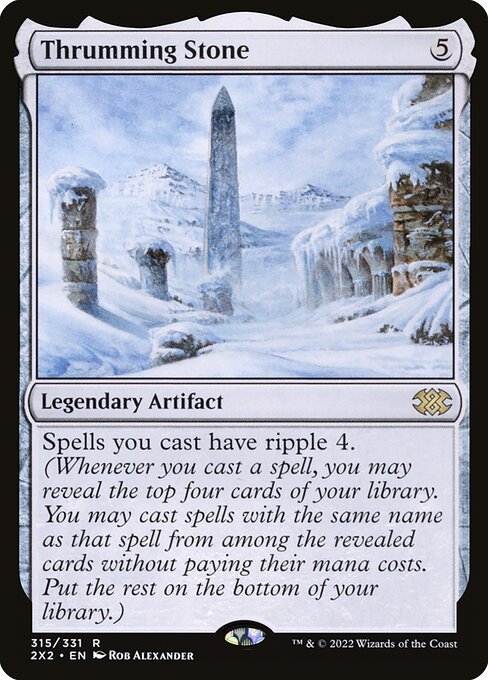 Thrumming Stone 5
Legendary Artifact
Spells you cast have ripple 4.
(Whenever you cast a spell, you may
reveal the top four cards of your library.
You may cast spells with the same name
as that spell from among the revealed
cards without paying their mana costs.
Put the rest on the bottom of your
library.)
315/331 R
2X2 • EN Rob Alexander
™ & © 2022 Wizards of the Coast